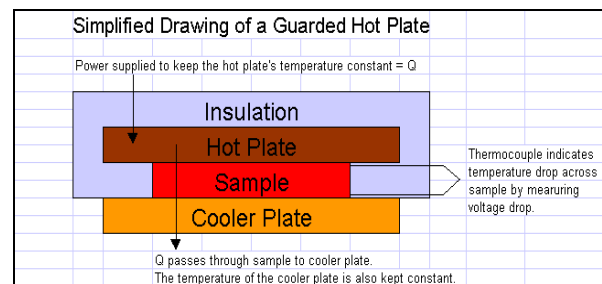 Simplified Drawing of a Guarded Hot Plate
Power supplied to keep the hot plate's temperature constant = Q
Insulation
Hot Plate
Sample
Cooler Plate
Thermocouple indicates
temperature drop across
sample by mearuring
voltage drop.
Q passes through sample to cooler plate.
The temperature of the cooler plate is also kept constant.